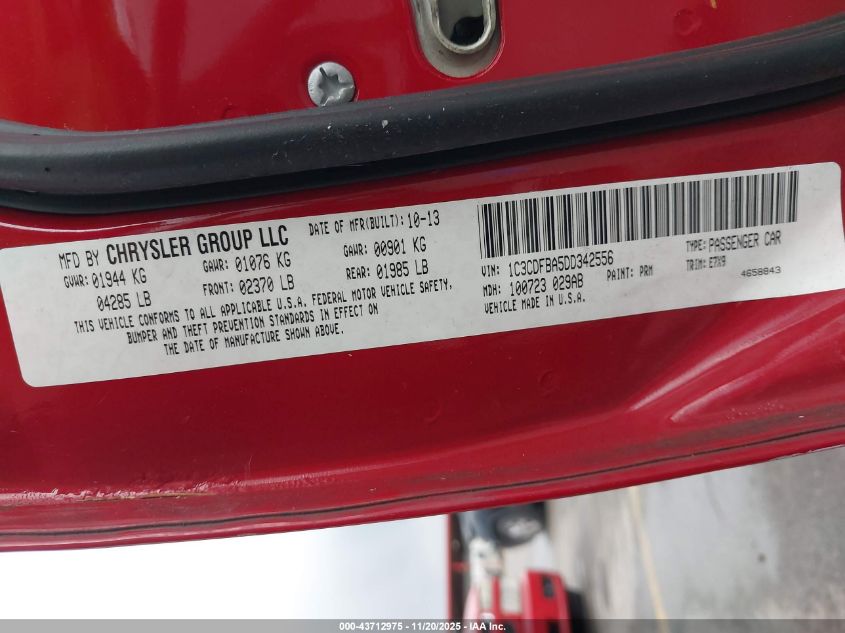 MFD BY CHRYSLER GROUP LLC DATE OF MFR(BUILT): 10-13
GVWR: 01944 KG GAWR: 01076 KG GAWR: 00901 KG
04285 LB FRONT: 02370 LB REAR: 01985 LB
THIS VEHICLE CONFORMS TO ALL APPLICABLE U.S.A. FEDERAL MOTOR VEHICLE SAFETY,
BUMPER AND THEFT PREVENTION STANDARDS IN EFFECT ON
THE DATE OF MANUFACTURE SHOWN ABOVE.
VIN: 1C3CDFBA5DD342556 TYPE: PASSENGER CAR
MDH: 100723 029AB PAINT: PRM TRIM: E7X9
VEHICLE MADE IN U.S.A. 4658843
000-43712975 - 11/20/2025 - IAA Inc.